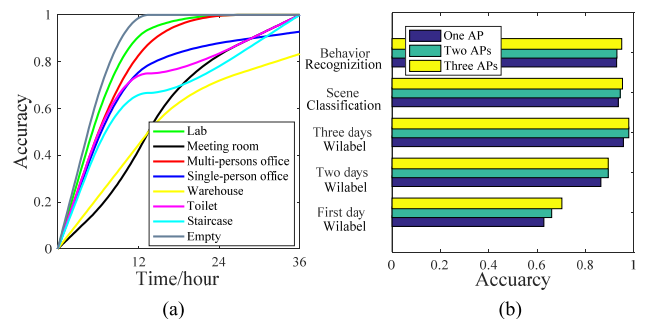 (a)
1
0.8
0.6
0.4
0.2
0
Accuracy
Lab
Meeting room
Multi-persons office
Single-person office
Warehouse
Toilet
Staircase
Empty
12
24
36
Time/hour
(a)
(b)
One AP
Two APs
Three APs
Behavior
Recognizition
Scene
Classification
Three days
Wilabel
Two days
Wilabel
First day
Wilabel
0
0.2
0.4
0.6
0.8
1
Accuarcy
(b)